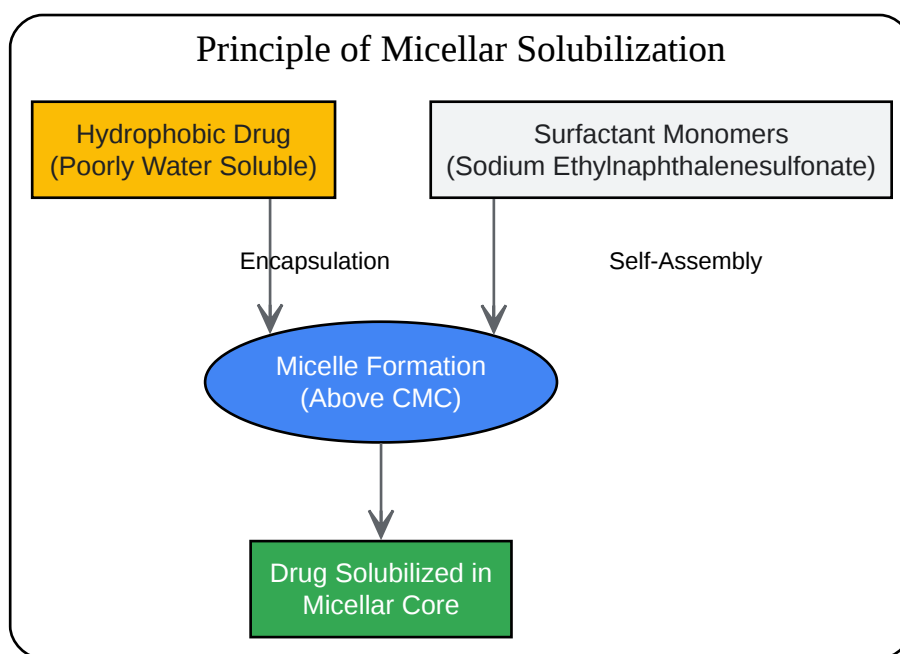 Principle of Micellar Solubilization
Hydrophobic Drug
(Poorly Water Soluble)
Surfactant Monomers
(Sodium Ethylnaphthalenesulfonate)
Encapsulation
Self-Assembly
Micelle Formation
(Above CMC)
Drug Solubilized in
Micellar Core